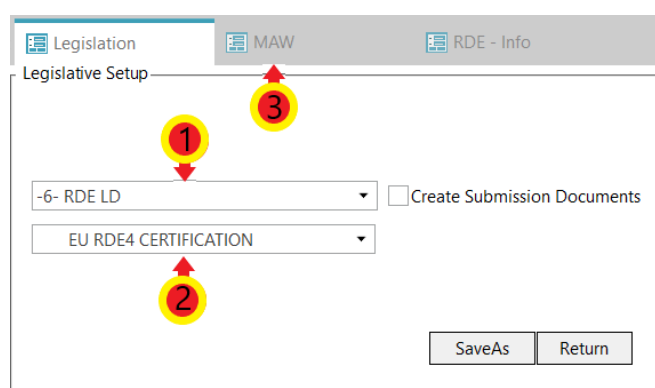 Legislation MAW RDE - Info
Legislative Setup
3
1
-6- RDE LD Create Submission Documents
EU RDE4 CERTIFICATION
2
SaveAs Return